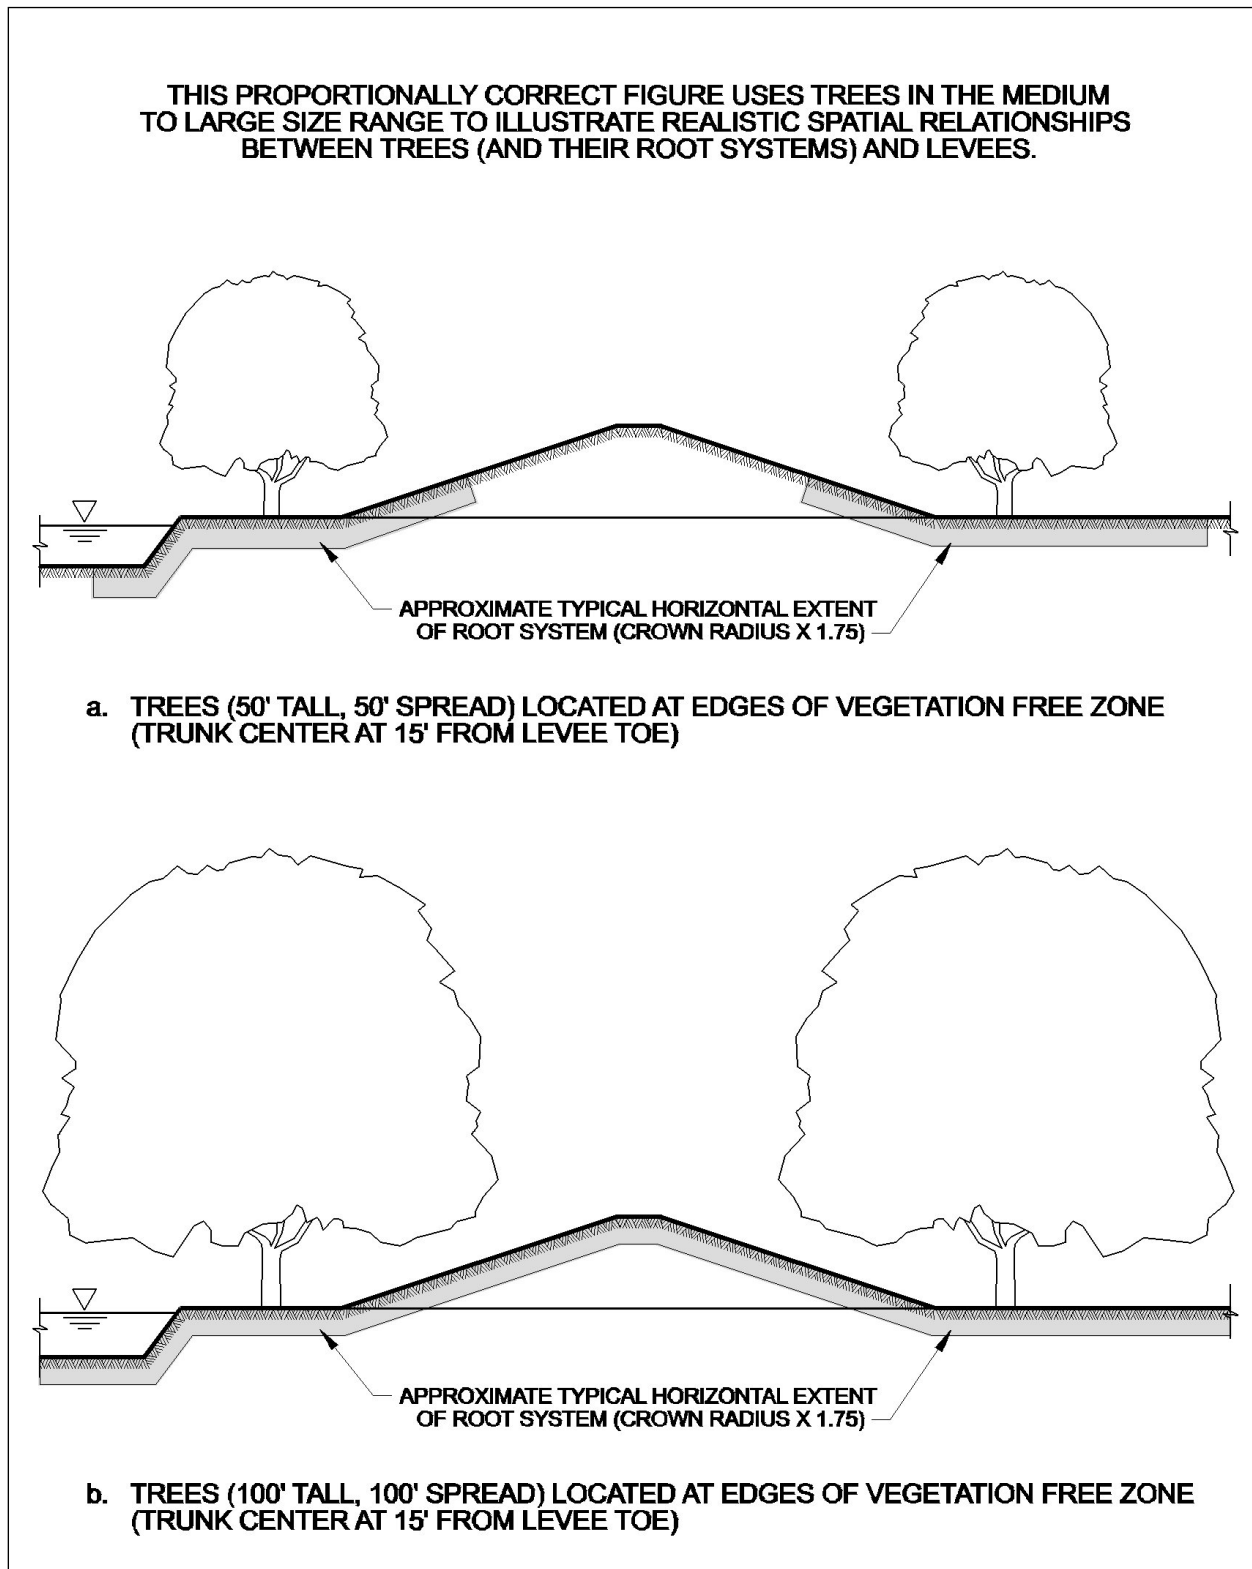 THIS PROPORTIONALLY CORRECT FIGURE USES TREES IN THE MEDIUM
TO LARGE SIZE RANGE TO ILLUSTRATE REALISTIC SPATIAL RELATIONSHIPS
BETWEEN TREES (AND THEIR ROOT SYSTEMS) AND LEVEES.
APPROXIMATE TYPICAL HORIZONTAL EXTENT
OF ROOT SYSTEM (CROWN RADIUS X 1.75)
a. TREES (50' TALL, 50' SPREAD) LOCATED AT EDGES OF VEGETATION FREE ZONE
(TRUNK CENTER AT 15' FROM LEVEE TOE)
APPROXIMATE TYPICAL HORIZONTAL EXTENT
OF ROOT SYSTEM (CROWN RADIUS X 1.75)
b. TREES (100' TALL, 100' SPREAD) LOCATED AT EDGES OF VEGETATION FREE ZONE
(TRUNK CENTER AT 15' FROM LEVEE TOE)